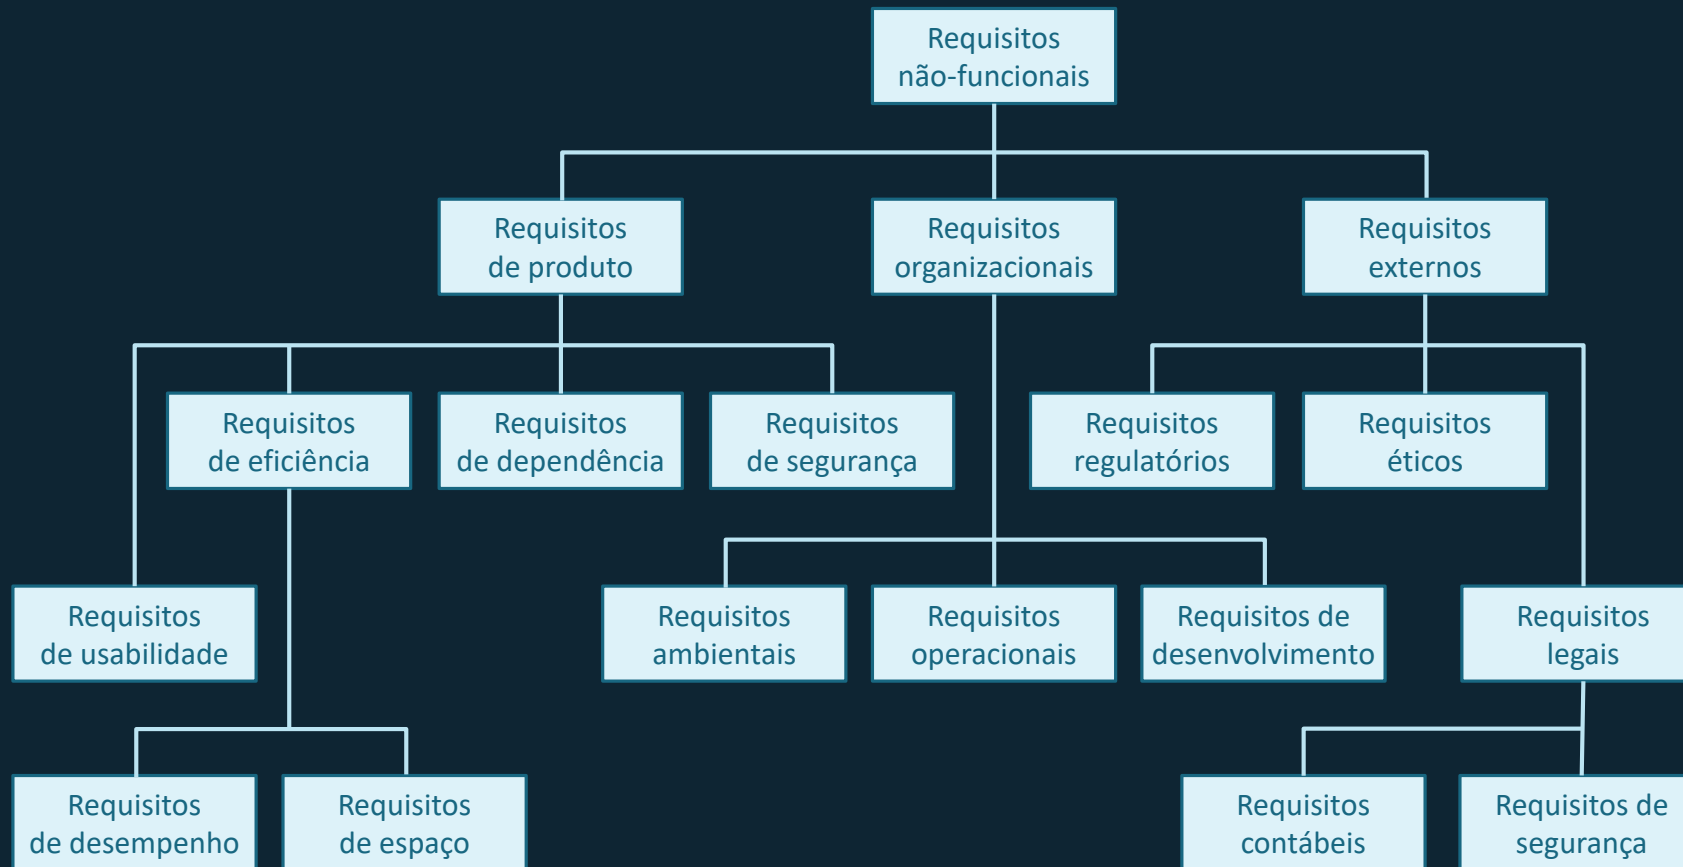 Requisitos
não-funcionais
Requisitos
de produto
Requisitos
organizacionais
Requisitos
externos
Requisitos
de eficiência
Requisitos
de dependência
Requisitos
de segurança
Requisitos
regulatórios
Requisitos
éticos
Requisitos
de usabilidade
Requisitos
ambientais
Requisitos
operacionais
Requisitos de
desenvolvimento
Requisitos
legais
Requisitos
de desempenho
Requisitos
de espaço
Requisitos
contábeis
Requisitos de
segurança